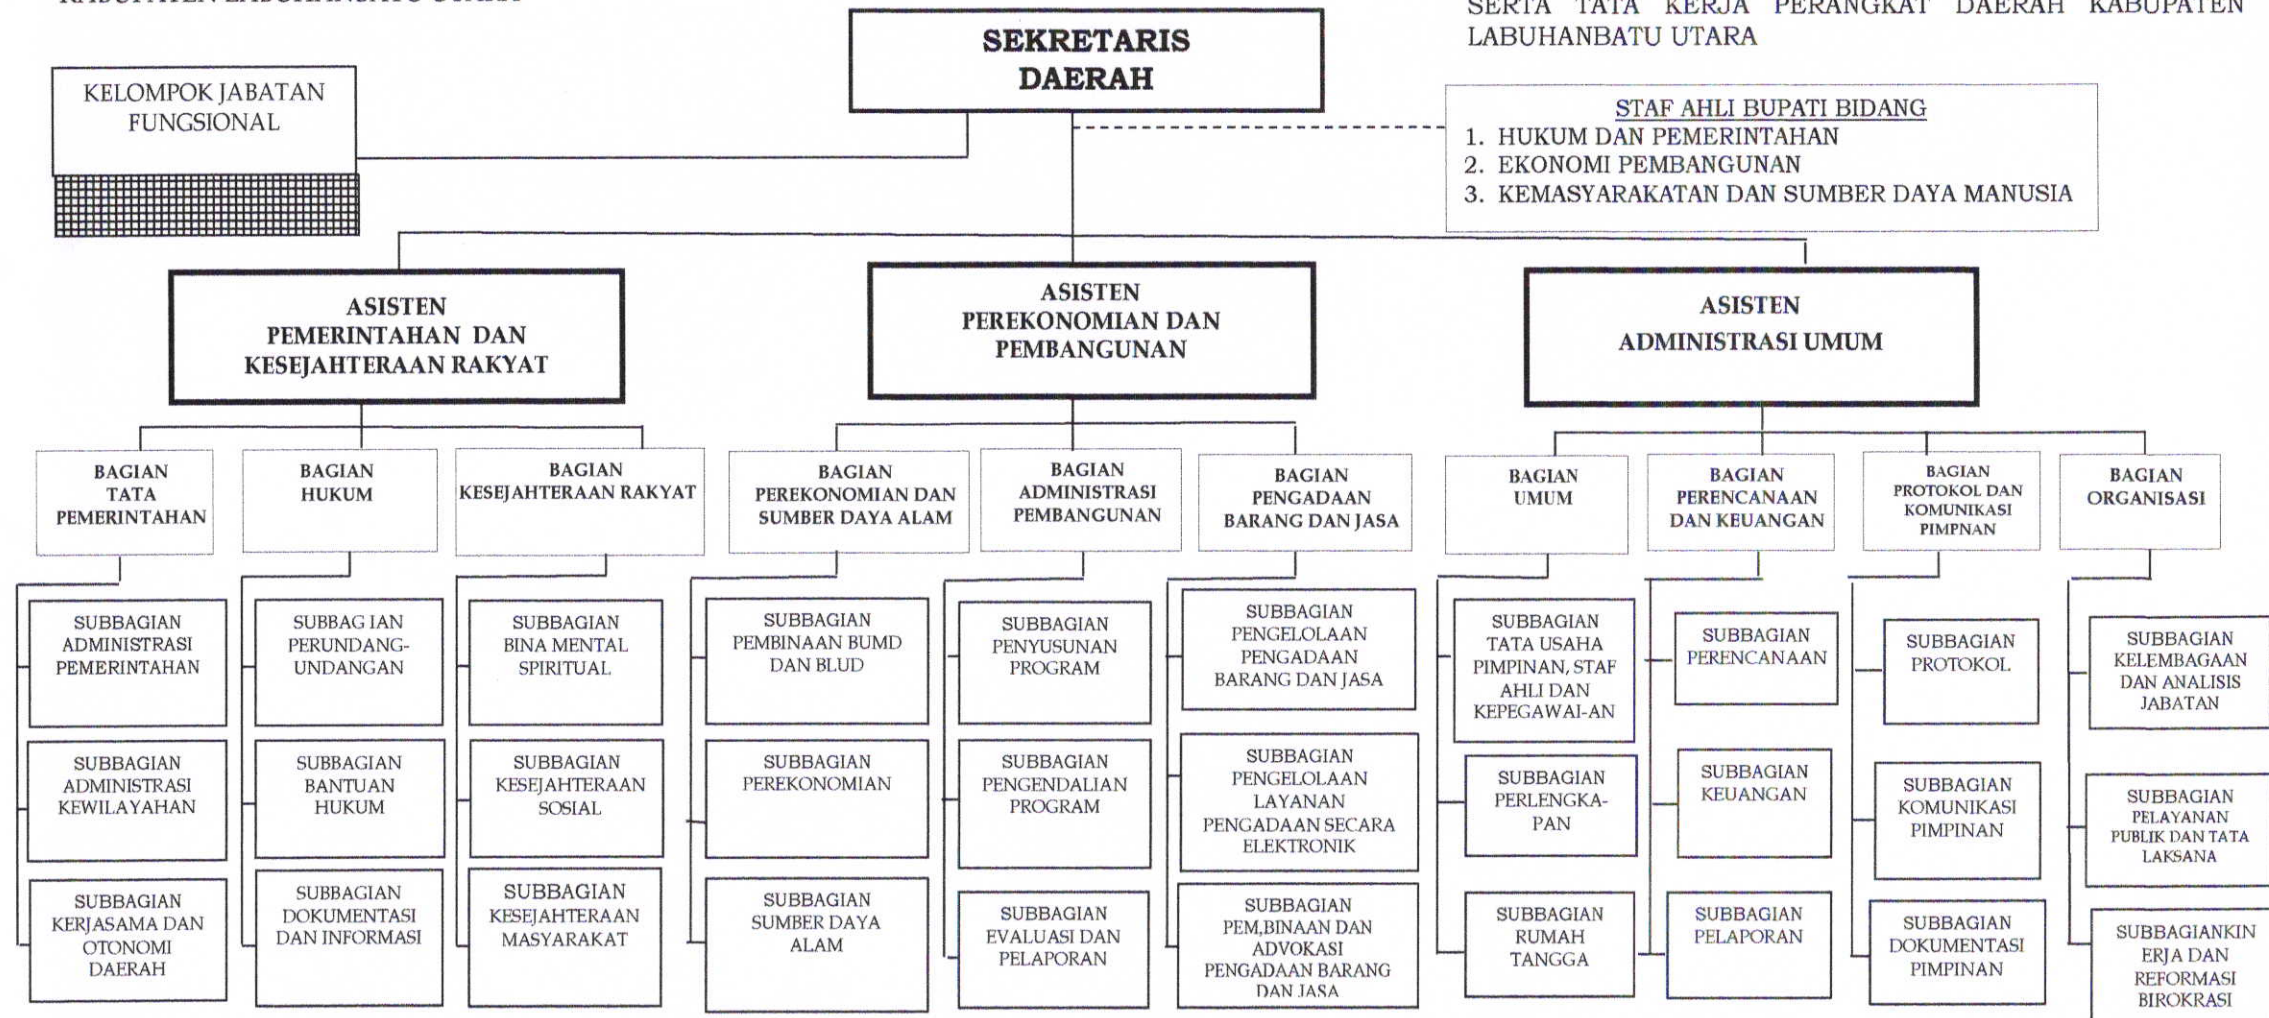 SERTA TATA KERJA PERANGKAT DAERAH KABUPATEN
LABUHANBATU UTARA
SEKRETARIS
DAERAH
KELOMPOK JABATAN
FUNGSIONAL
STAF AHLI BUPATI BIDANG
1. HUKUM DAN PEMERINTAHAN
2. EKONOMI PEMBANGUNAN
3. KEMASYARAKATAN DAN SUMBER DAYA MANUSIA
ASISTEN
PEMERINTAHAN DAN
KESEJAHTERAAN RAKYAT
ASISTEN
PEREKONOMIAN DAN
PEMBANGUNAN
ASISTEN
ADMINISTRASI UMUM
BAGIAN
TATA
PEMERINTAHAN
BAGIAN
HUKUM
BAGIAN
KESEJAHTERAAN RAKYAT
BAGIAN
PEREKONOMIAN DAN
SUMBER DAYA ALAM
BAGIAN
ADMINISTRASI
PEMBANGUNAN
BAGIAN
PENGADAAN
BARANG DAN JASA
BAGIAN
UMUM
BAGIAN
PERENCANAAN
DAN KEUANGAN
BAGIAN
PROTOKOL DAN
KOMUNIKASI
PIMPNAN
BAGIAN
ORGANISASI
SUBBAGIAN
ADMINISTRASI
PEMERINTAHAN
SUBBAG IAN
PERUNDANG-
UNDANGAN
SUBBAGIAN
BINA MENTAL
SPIRITUAL
SUBBAGIAN
PEMBINAAN BUMD
DAN BLUD
SUBBAGIAN
PENYUSUNAN
PROGRAM
SUBBAGIAN
PENGELOLAAN
PENGADAAN
BARANG DAN JASA
SUBBAGIAN
TATA USAHA
PIMPINAN, STAF
AHLI DAN
KEPEGAWAI-AN
SUBBAGIAN
PERENCANAAN
SUBBAGIAN
PROTOKOL
SUBBAGIAN
KELEMBAGAAN
DAN ANALISIS
JABATAN
SUBBAGIAN
ADMINISTRASI
KEWILAYAHAN
SUBBAGIAN
BANTUAN
HUKUM
SUBBAGIAN
KESEJAHTERAAN
SOSIAL
SUBBAGIAN
PEREKONOMIAN
SUBBAGIAN
PENGENDALIAN
PROGRAM
SUBBAGIAN
PENGELOLAAN
LAYANAN
PENGADAAN SECARA
ELEKTRONIK
SUBBAGIAN
PERLENGKA-
PAN
SUBBAGIAN
KEUANGAN
SUBBAGIAN
KOMUNIKASI
PIMPINAN
SUBBAGIAN
PELAYANAN
PUBLIK DAN TATA
LAKSANA
SUBBAGIAN
KERJASAMA DAN
OTONOMI
DAERAH
SUBBAGIAN
DOKUMENTASI
DAN INFORMASI
SUBBAGIAN
KESEJAHTERAAN
MASYARAKAT
SUBBAGIAN
SUMBER DAYA
ALAM
SUBBAGIAN
EVALUASI DAN
PELAPORAN
SUBBAGIAN
PEM,BINAAN DAN
ADVOKASI
PENGADAAN BARANG
DAN JASA
SUBBAGIAN
RUMAH
TANGGA
SUBBAGIAN
PELAPORAN
SUBBAGIAN
DOKUMENTASI
PIMPINAN
SUBBAGIANKIN
ERJA DAN
REFORMASI
BIROKRASI